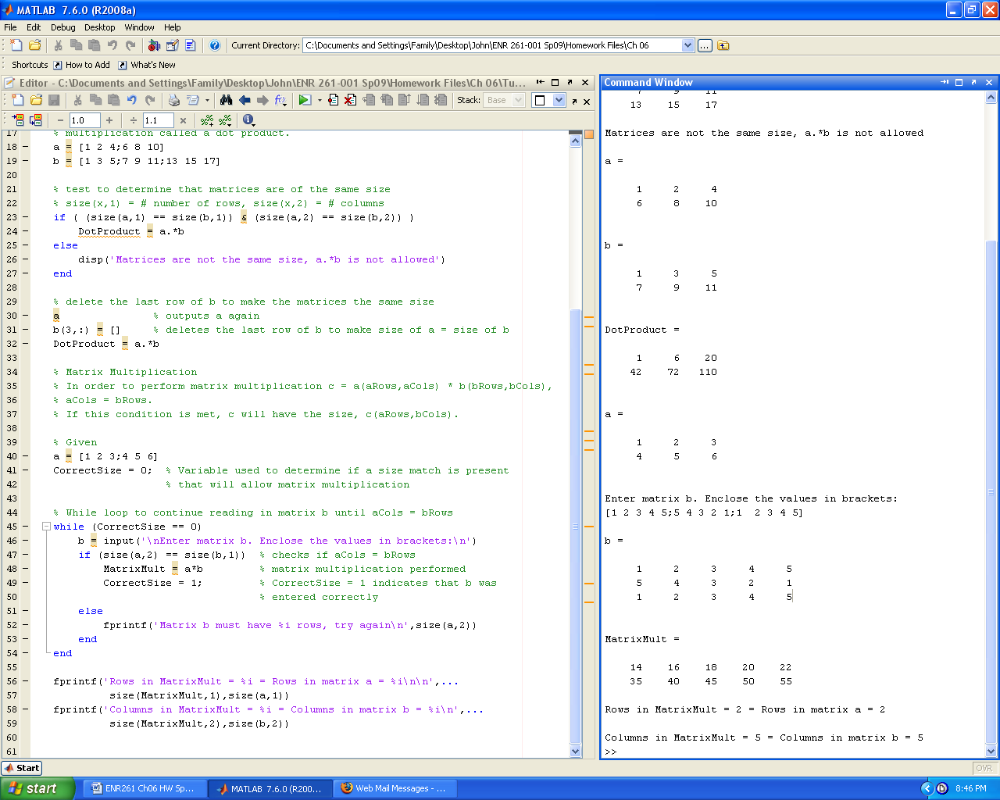 MATLAB 7.6.0 (R2008a)
File Edit Debug Desktop Window Help
Current Directory: C:\Documents and Settings\Family\Desktop\John\ENR 261-001 Sp09\Homework Files\Ch 06
Shortcuts How to Add What's New
Editor - C:\Documents and Settings\Family\Desktop\John\ENR 261-001 Sp09\Homework Files\Ch 06\Tu...
Stack: Base
− 1.0 + ÷ 1.1 ×
17 % multiplication called a dot product.
18 − a = [1 2 4;6 8 10]
19 − b = [1 3 5;7 9 11;13 15 17]
20
21 % test to determine that matrices are of the same size
22 % size(x,1) = # number of rows, size(x,2) = # columns
23 − if ( (size(a,1) == size(b,1)) & (size(a,2) == size(b,2)) )
24 − DotProduct = a.*b
25 − else
26 − disp('Matrices are not the same size, a.*b is not allowed')
27 − end
28
29 % delete the last row of b to make the matrices the same size
30 − a % outputs a again
31 − b(3,:) = [] % deletes the last row of b to make size of a = size of b
32 − DotProduct = a.*b
33
34 % Matrix Multiplication
35 % In order to perform matrix multiplication c = a(aRows,aCols) * b(bRows,bCols),
36 % aCols = bRows.
37 % If this condition is met, c will have the size, c(aRows,bCols).
38
39 % Given
40 − a = [1 2 3;4 5 6]
41 − CorrectSize = 0; % Variable used to determine if a size match is present
42 % that will allow matrix multiplication
43
44 % While loop to continue reading in matrix b until aCols = bRows
45 − while (CorrectSize == 0)
46 − b = input('\nEnter matrix b. Enclose the values in brackets:\n')
47 − if (size(a,2) == size(b,1)) % checks if aCols = bRows
48 − MatrixMult = a*b % matrix multiplication performed
49 − CorrectSize = 1; % CorrectSize = 1 indicates that b was
50 % entered correctly
51 − else
52 − fprintf('Matrix b must have %i rows, try again\n',size(a,2))
53 − end
54 − end
55
56 − fprintf('Rows in MatrixMult = %i = Rows in matrix a = %i\n\n',...
57 size(MatrixMult,1),size(a,1))
58 − fprintf('Columns in MatrixMult = %i = Columns in matrix b = %i\n',...
59 size(MatrixMult,2),size(b,2))
60
61
Command Window
7 9 11
13 15 17
Matrices are not the same size, a.*b is not allowed
a =
1 2 4
6 8 10
b =
1 3 5
7 9 11
DotProduct =
1 6 20
42 72 110
a =
1 2 3
4 5 6
Enter matrix b. Enclose the values in brackets:
[1 2 3 4 5;5 4 3 2 1;1  2 3 4 5]
b =
1 2 3 4 5
5 4 3 2 1
1 2 3 4 5
MatrixMult =
14 16 18 20 22
35 40 45 50 55
Rows in MatrixMult = 2 = Rows in matrix a = 2
Columns in MatrixMult = 5 = Columns in matrix b = 5
>>
Start OVR
start ENR261 Ch06 HW Sp... MATLAB 7.6.0 (R200... Web Mail Messages - ... 8:46 PM